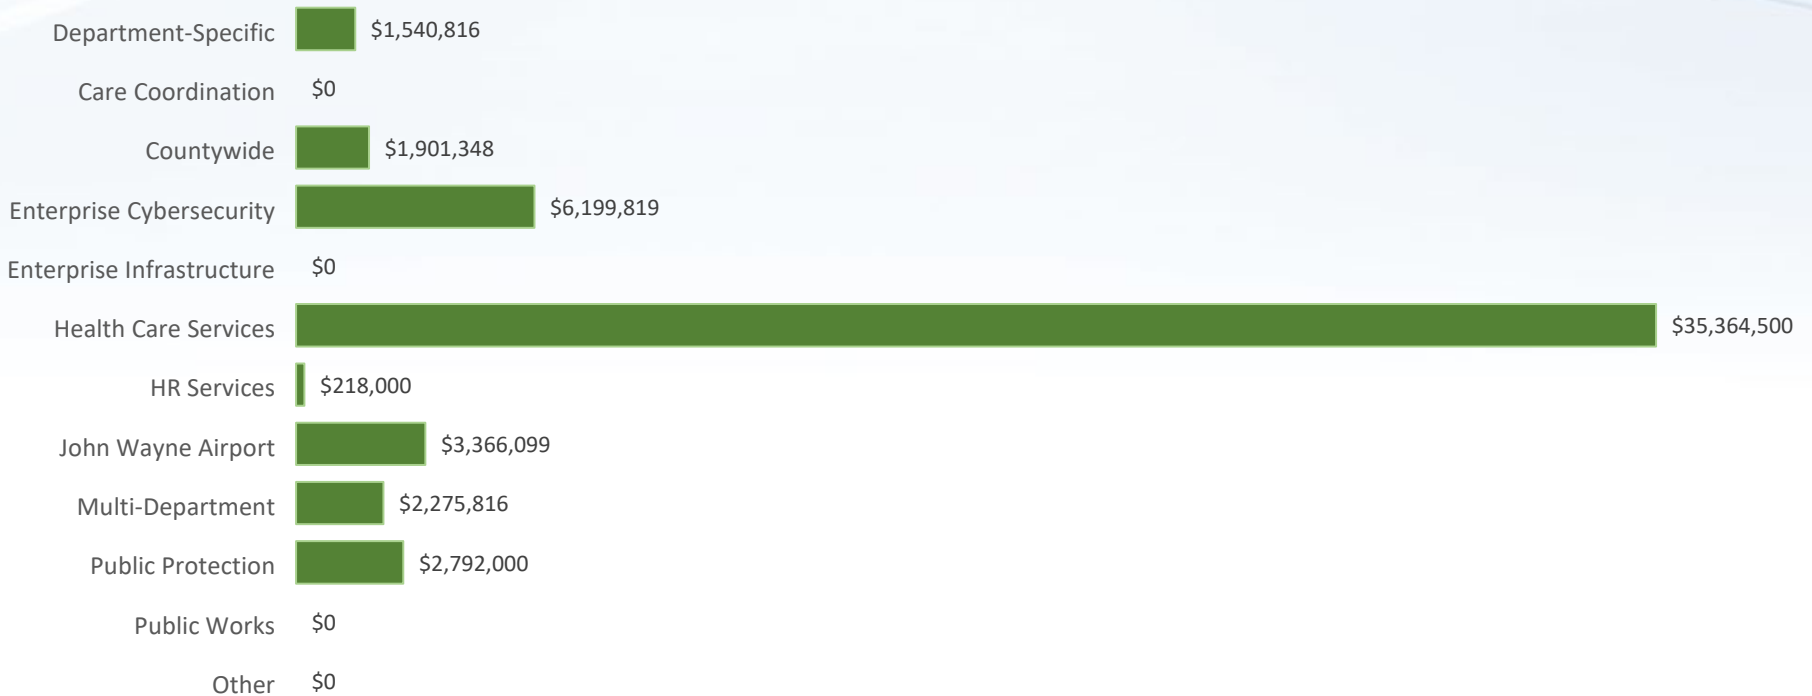 Department-Specific $1,540,816
Care Coordination $0
Countywide $1,901,348
Enterprise Cybersecurity $6,199,819
Enterprise Infrastructure $0
Health Care Services $35,364,500
HR Services $218,000
John Wayne Airport $3,366,099
Multi-Department $2,275,816
Public Protection $2,792,000
Public Works $0
Other $0